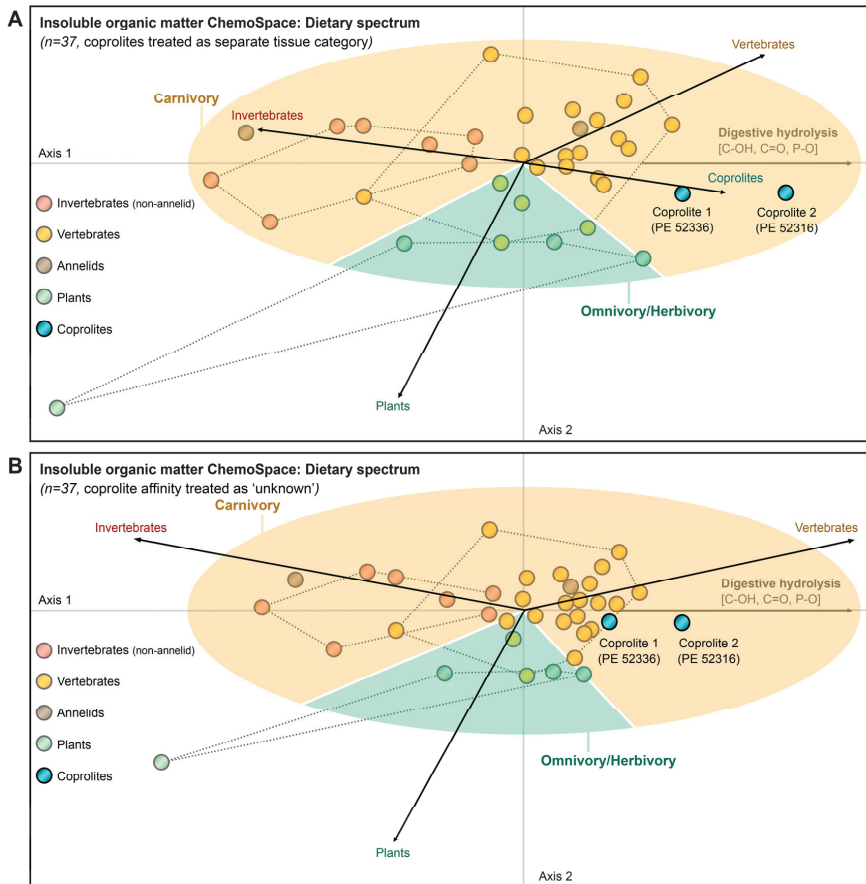 A
Insoluble organic matter ChemoSpace: Dietary spectrum
(n=37, coprolites treated as separate tissue category)
Vertebrates
Carnivory
Invertebrates
Digestive hydrolysis
[C-OH, C=O, P-O]
Axis 1
Coprolites
Invertebrates (non-annelid)
Vertebrates
Annelids
Plants
Coprolites
Coprolite 1
(PE 52336)
Coprolite 2
(PE 52316)
Omnivory/Herbivory
Plants
Axis 2
B
Insoluble organic matter ChemoSpace: Dietary spectrum
(n=37, coprolite affinity treated as ‘unknown’)
Carnivory
Invertebrates
Vertebrates
Digestive hydrolysis
[C-OH, C=O, P-O]
Axis 1
Invertebrates (non-annelid)
Vertebrates
Annelids
Plants
Coprolites
Coprolite 1
(PE 52336)
Coprolite 2
(PE 52316)
Omnivory/Herbivory
Plants
Axis 2